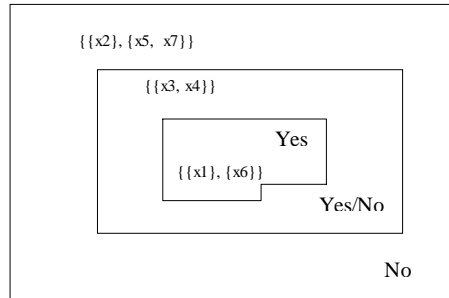 {{x2}, {x5, x7}}
{{x3, x4}}
Yes
{{x1}, {x6}}
Yes/No
No